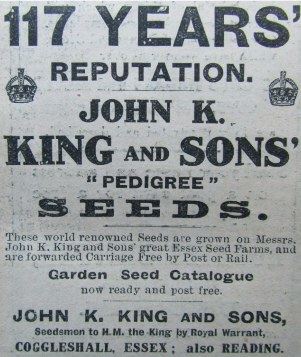 117 YEARS'
REPUTATION.
JOHN K.
KING AND SONS'
"PEDIGREE"
SEEDS.
These world renowned Seeds are grown on Messrs.
John K. King and Sons' great Essex Seed Farms, and
are forwarded Carriage Free by Post or Rail.
Garden Seed Catalogue
now ready and post free.
JOHN K. KING AND SONS,
Seedsmen to H.M. the King by Royal Warrant,
COGGLESHALL, ESSEX; also READING.